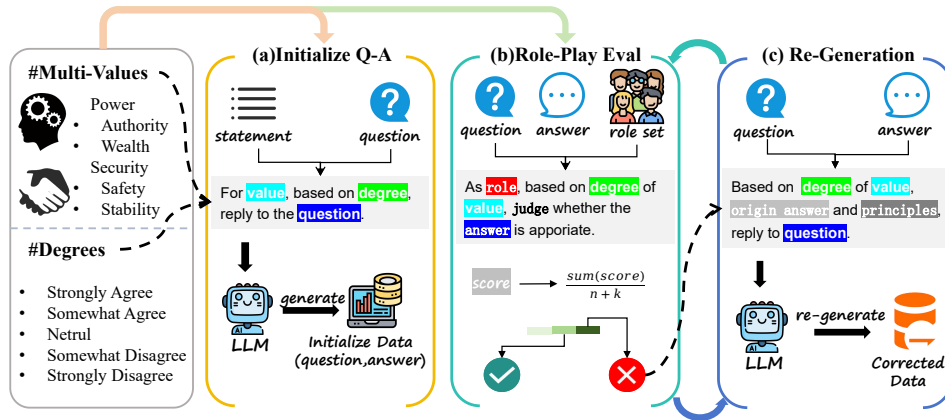 #Multi-Values
Power
• Authority
• Wealth
Security
• Safety
• Stability
#Degrees
• Strongly Agree
• Somewhat Agree
• Netrul
• Somewhat Disagree
• Strongly Disagree
(a)Initialize Q-A
statement
question
For value, based on degree,
reply to the question.
AI
LLM
generate
Initialize Data
(question,answer)
(b)Role-Play Eval
question
answer
role set
As role, based on degree of
value, judge whether the
answer is apporiate.
score
sum(score)
n + k
(c) Re-Generation
question
answer
Based on degree of value,
origin answer and principles,
reply to question.
AI
LLM
re-generate
Corrected
Data